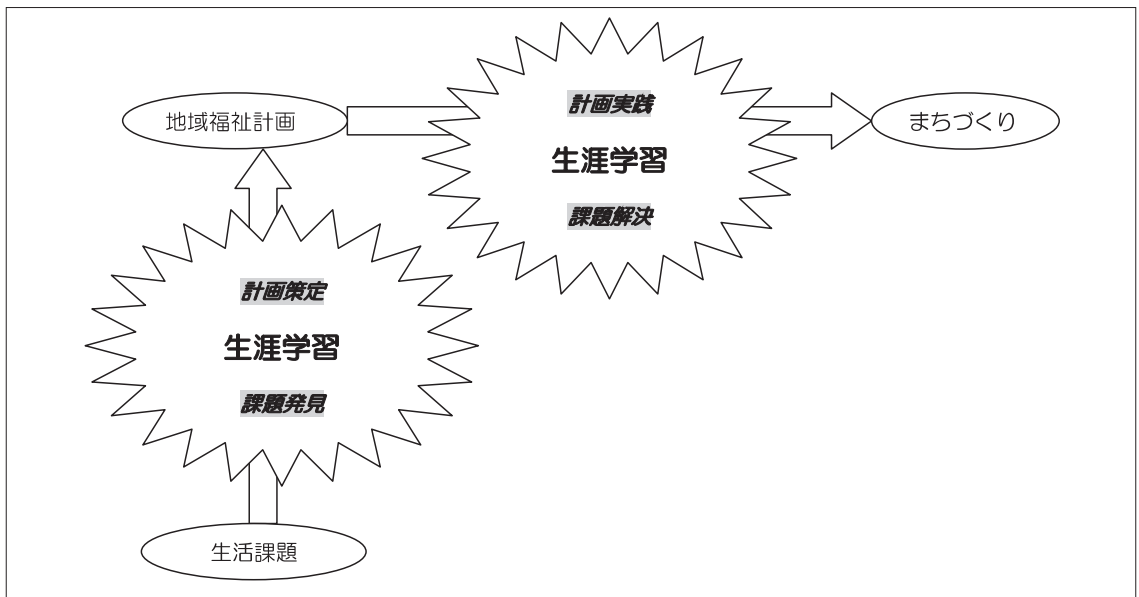 計画実践
地域福祉計画
まちづくり
生涯学習
課題解決
計画策定
生涯学習
課題発見
生活課題